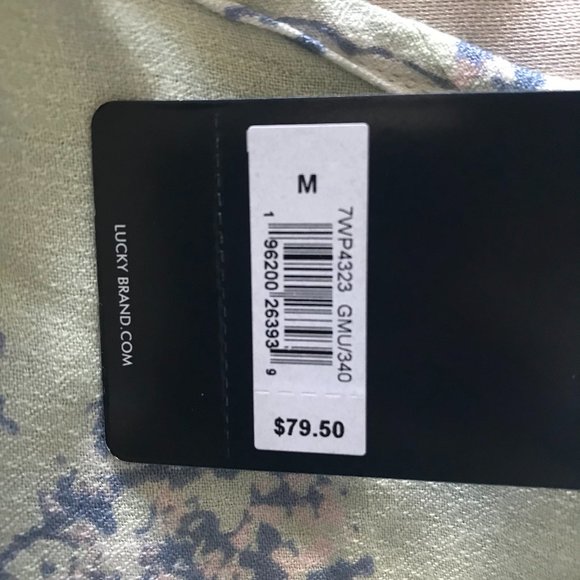 LUCKY BRAND.COM
M
7WP4323 GMU/340
1 96200 26393 9
$79.50